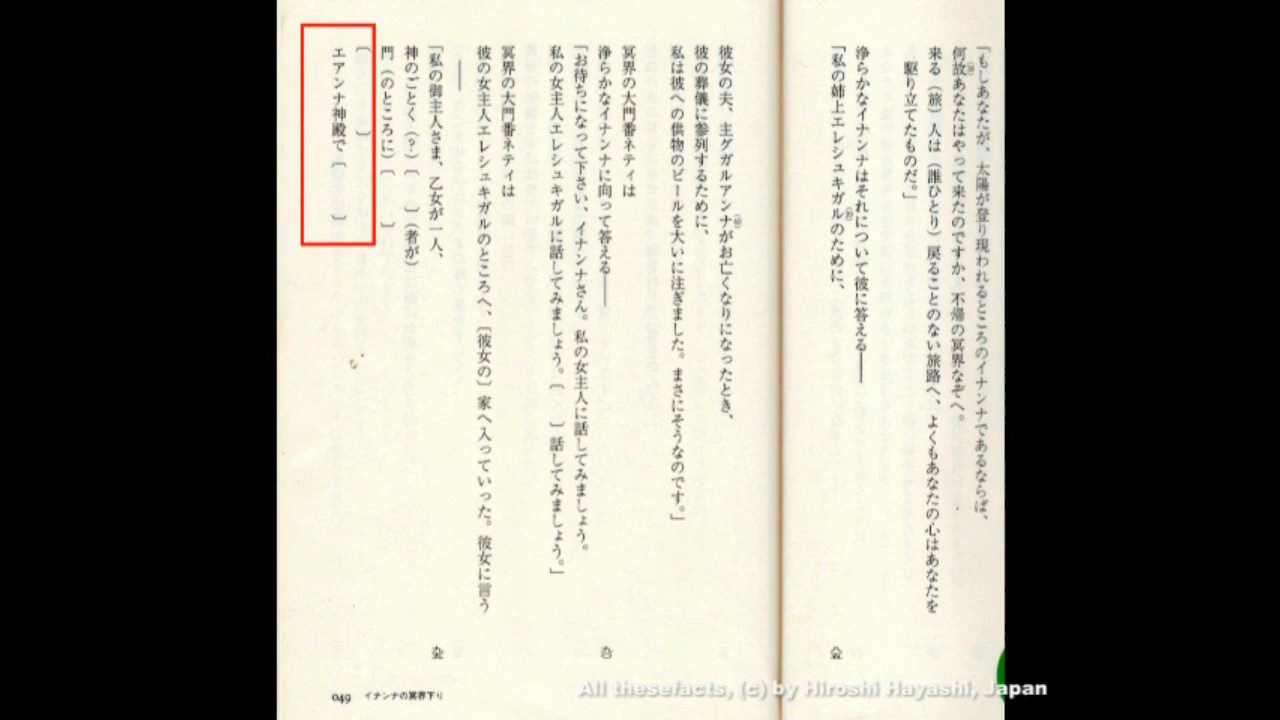 「もしあなたが、太陽が登り現われるところのイナンナであるならば、
何故あなたはやって来たのですか、不帰の冥界なぞへ。
来る（旅）人は（誰ひとり）戻ることのない旅路へ、よくもあなたの心はあなたを
駆り立てたものだ。」
浄らかなイナンナはそれについて彼に答える――
「私の姉上エレシュキガルのために、
彼女の夫、主グガルアンナがお亡くなりになったとき、
彼の葬儀に参列するために、
私は彼への供物のビールを大いに注ぎました。まさにそうなのです。」
冥界の大門番ネティは
浄らかなイナンナに向って答える――
「お待ちになって下さい、イナンナさん。私の女主人に話してみましょう。
私の女主人エレシュキガルに話してみましょう。〔　〕話してみましょう。」
冥界の大門番ネティは
彼の女主人エレシュキガルのところへ、〔彼女の〕家へ入っていった。彼女に言う
――
「私の御主人さま、乙女が一人、
神のごとく（？）〔　〕（者が）
門（のところに）〔　〕
〔　〕
エアンナ神殿で〔　〕
049 イナンナの冥界下り
All thesefacts, (c) by Hiroshi Hayashi, Japan